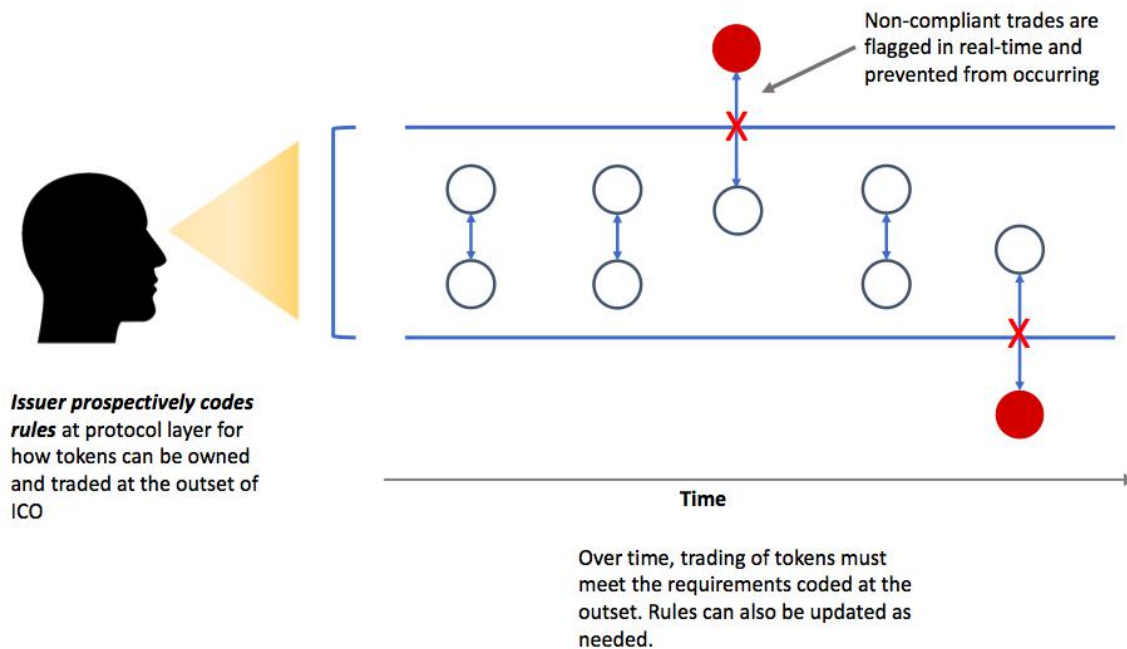 Non-compliant trades are
flagged in real-time and
prevented from occurring
X
X
Issuer prospectively codes
rules at protocol layer for
how tokens can be owned
and traded at the outset of
ICO
Time
Over time, trading of tokens must
meet the requirements coded at the
outset. Rules can also be updated as
needed.